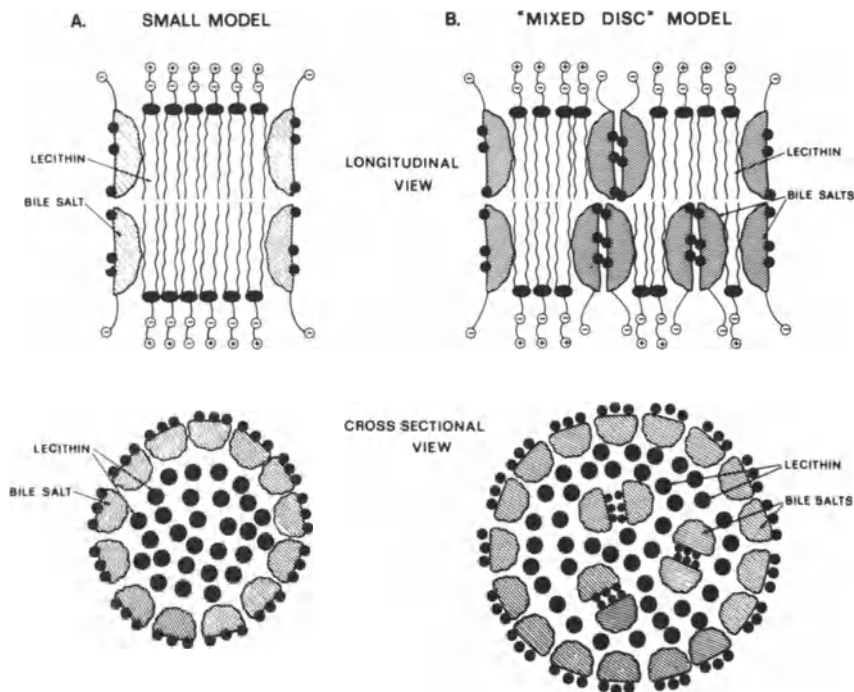 A. SMALL MODEL
B. "MIXED DISC" MODEL
LECITHIN
BILE SALT
LONGITUDINAL
VIEW
LECITHIN
BILE SALTS
CROSS SECTIONAL
VIEW
LECITHIN
BILE SALT
LECITHIN
BILE SALTS